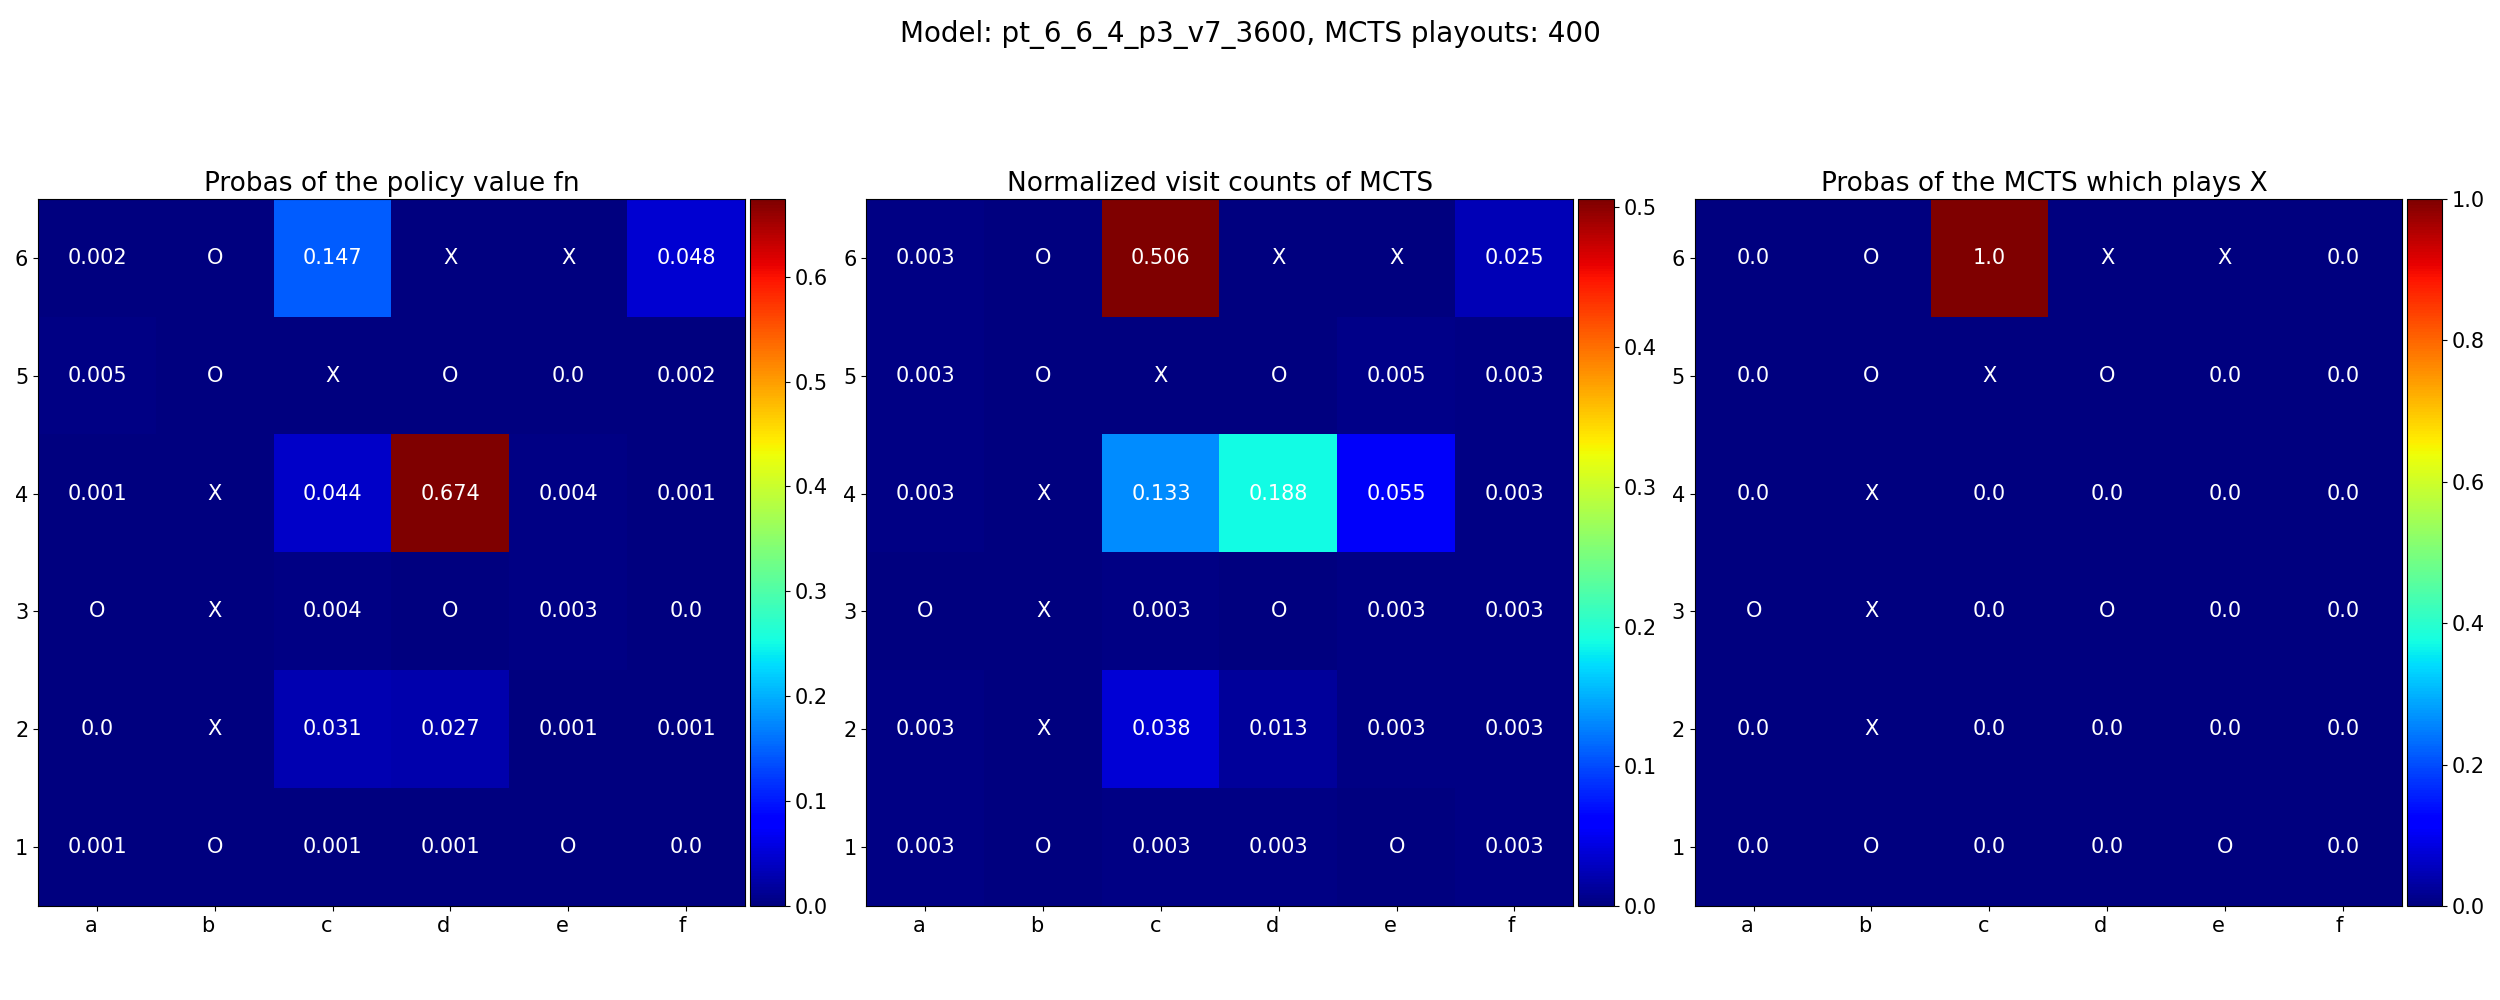 Model: pt_6_6_4_p3_v7_3600, MCTS playouts: 400
Probas of the policy value fn
6 0.002 O 0.147 X X 0.048
5 0.005 O X O 0.0 0.002
4 0.001 X 0.044 0.674 0.004 0.001
3 O X 0.004 O 0.003 0.0
2 0.0 X 0.031 0.027 0.001 0.001
1 0.001 O 0.001 0.001 O 0.0
a b c d e f
0.6
0.5
0.4
0.3
0.2
0.1
0.0
Normalized visit counts of MCTS
6 0.003 O 0.506 X X 0.025
5 0.003 O X O 0.005 0.003
4 0.003 X 0.133 0.188 0.055 0.003
3 O X 0.003 O 0.003 0.003
2 0.003 X 0.038 0.013 0.003 0.003
1 0.003 O 0.003 0.003 O 0.003
a b c d e f
0.5
0.4
0.3
0.2
0.1
0.0
Probas of the MCTS which plays X
6 0.0 O 1.0 X X 0.0
5 0.0 O X O 0.0 0.0
4 0.0 X 0.0 0.0 0.0 0.0
3 O X 0.0 O 0.0 0.0
2 0.0 X 0.0 0.0 0.0 0.0
1 0.0 O 0.0 0.0 O 0.0
a b c d e f
1.0
0.8
0.6
0.4
0.2
0.0